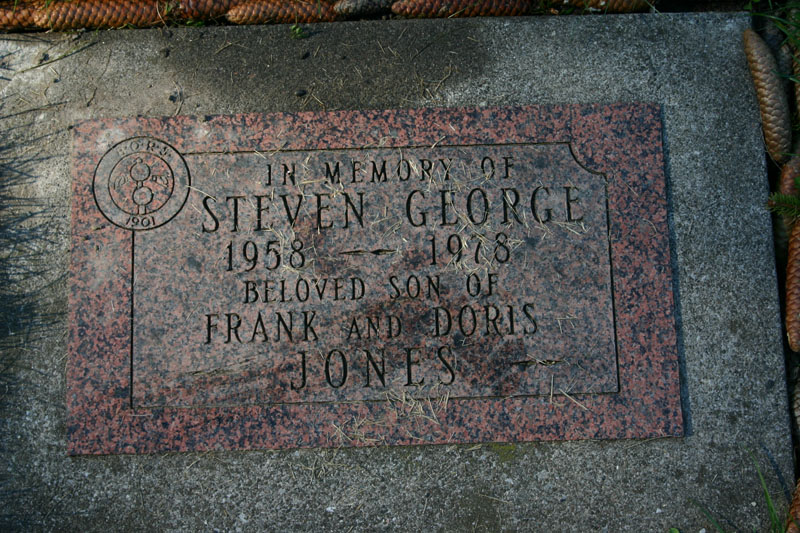 1901
IN MEMORY OF
STEVEN GEORGE
1958 — 1978
BELOVED SON OF
FRANK AND DORIS
JONES